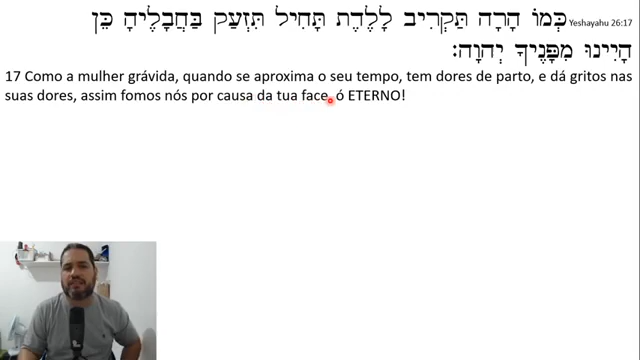 כְּמוֹ הָרָה תַּקְרִיב לָלֶדֶת תָּחִיל תִּזְעַק בַּחֲבָלֶיהָ כֵּן Yeshayahu 26:17
הָיִינוּ מִפָּנֶיךָ יְהוָה׃
17 Como a mulher grávida, quando se aproxima o seu tempo, tem dores de parto, e dá gritos nas
suas dores, assim fomos nós por causa da tua face, ó ETERNO!